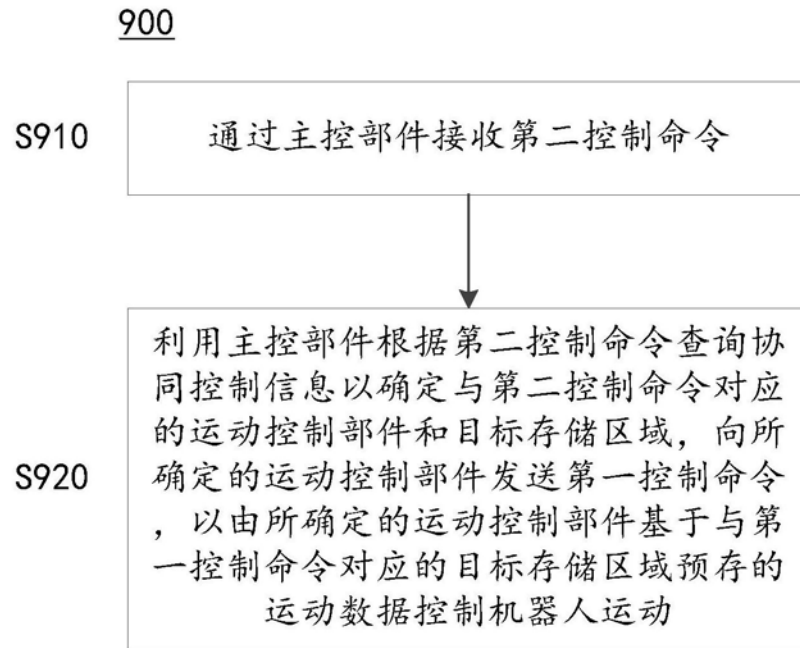 900
S910
通过主控部件接收第二控制命令
S920
利用主控部件根据第二控制命令查询协
同控制信息以确定与第二控制命令对应
的运动控制部件和目标存储区域，向所
确定的运动控制部件发送第一控制命令
，以由所确定的运动控制部件基于与第
一控制命令对应的目标存储区域预存的
运动数据控制机器人运动